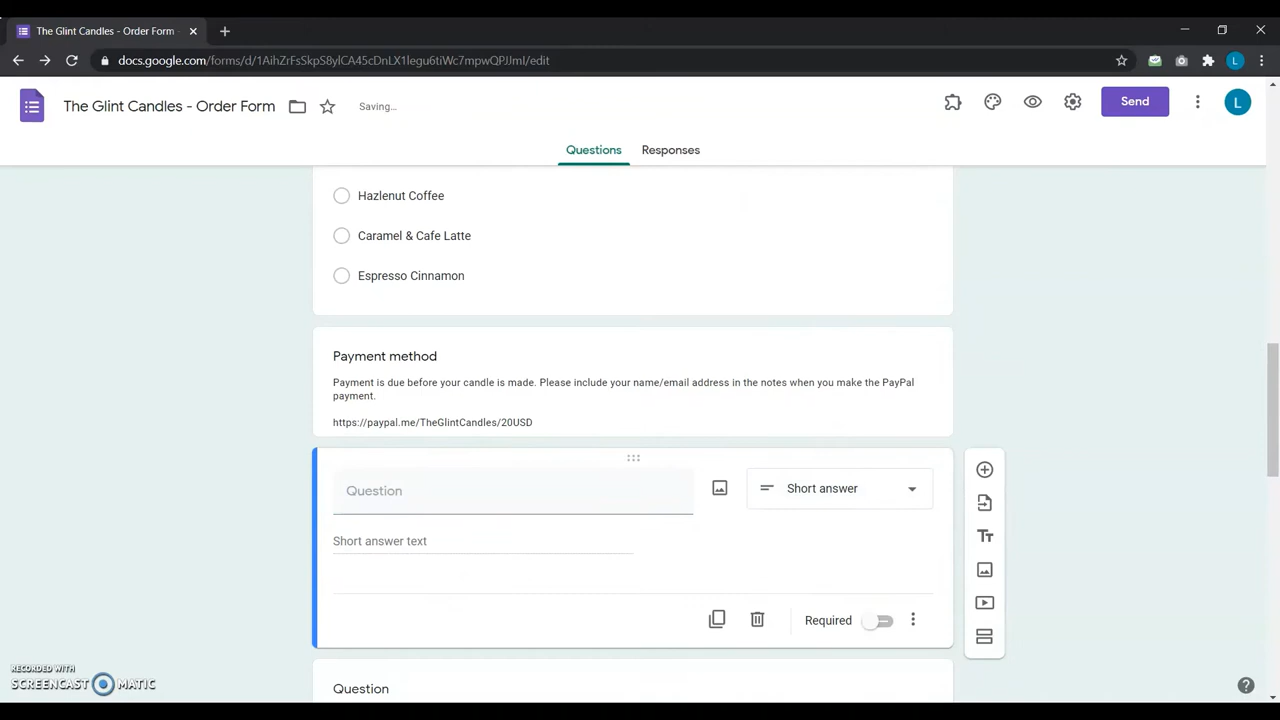 The Glint Candles - Order Form
docs.google.com/forms/d/1AihZrFsSkpS8ylCA45cDnLX1legu6tiWc7mpwQPJJmI/edit
L
The Glint Candles - Order Form
Saving...
Send
L
Questions
Responses
Hazlenut Coffee
Caramel & Cafe Latte
Espresso Cinnamon
Payment method
Payment is due before your candle is made. Please include your name/email address in the notes when you make the PayPal
payment.
https://paypal.me/TheGlintCandles/20USD
Question
Short answer
Short answer text
Required
Question
RECORDED WITH
SCREENCAST MATIC